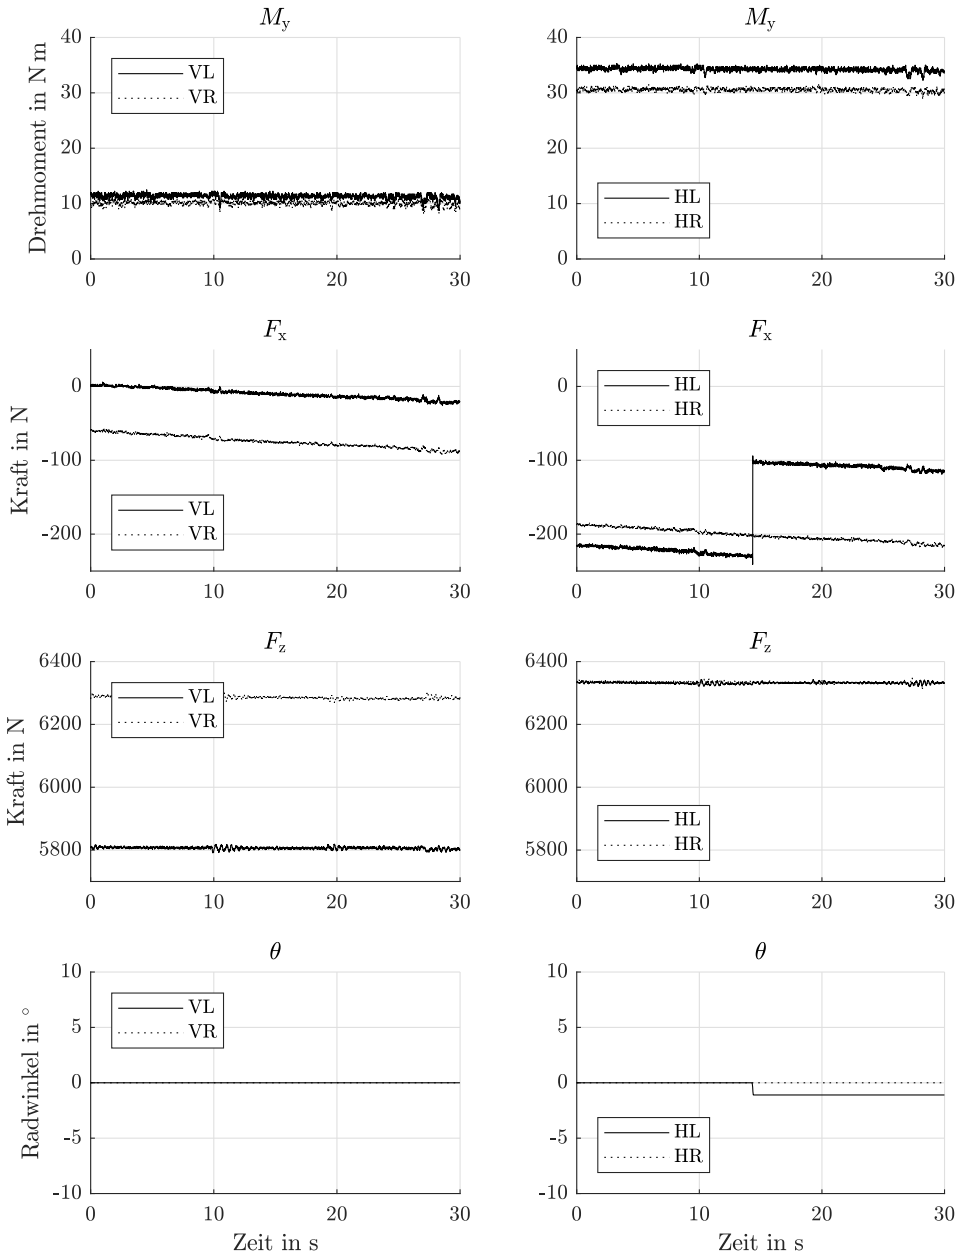 M_y M_y
40 40
VL
30 VR 30
20 20
HL
10 10 HR
0 0
Drehmoment in N m
0 10 20 30 0 10 20 30
F_x F_x
0 0 HL
HR
-100 -100
VL
-200 VR -200
Kraft in N
0 10 20 30 0 10 20 30
F_z F_z
6400 6400
VL
VR
6200 6200
6000 6000
HL
5800 5800 HR
Kraft in N
0 10 20 30 0 10 20 30
θ θ
10 10
VL
5 VR 5
0 0
-5 -5 HL
HR
-10 -10
Radwinkel in °
0 10 20 30 0 10 20 30
Zeit in s Zeit in s